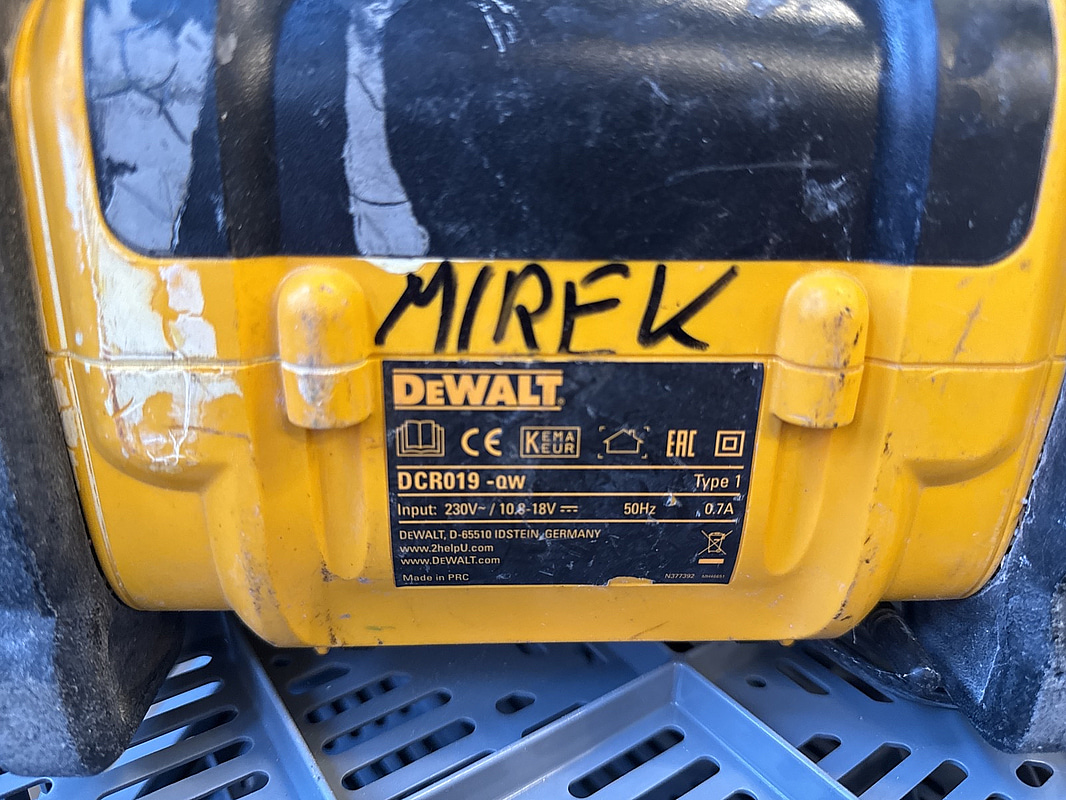 MIREK
DEWALT®
CE KEMA KEUR EAC
DCR019 -QW Type 1
Input: 230V~ / 10.8-18V ⎓ 50Hz 0.7A
DEWALT, D-65510 IDSTEIN, GERMANY
www.2helpU.com
www.DEWALT.com
Made in PRC N377392